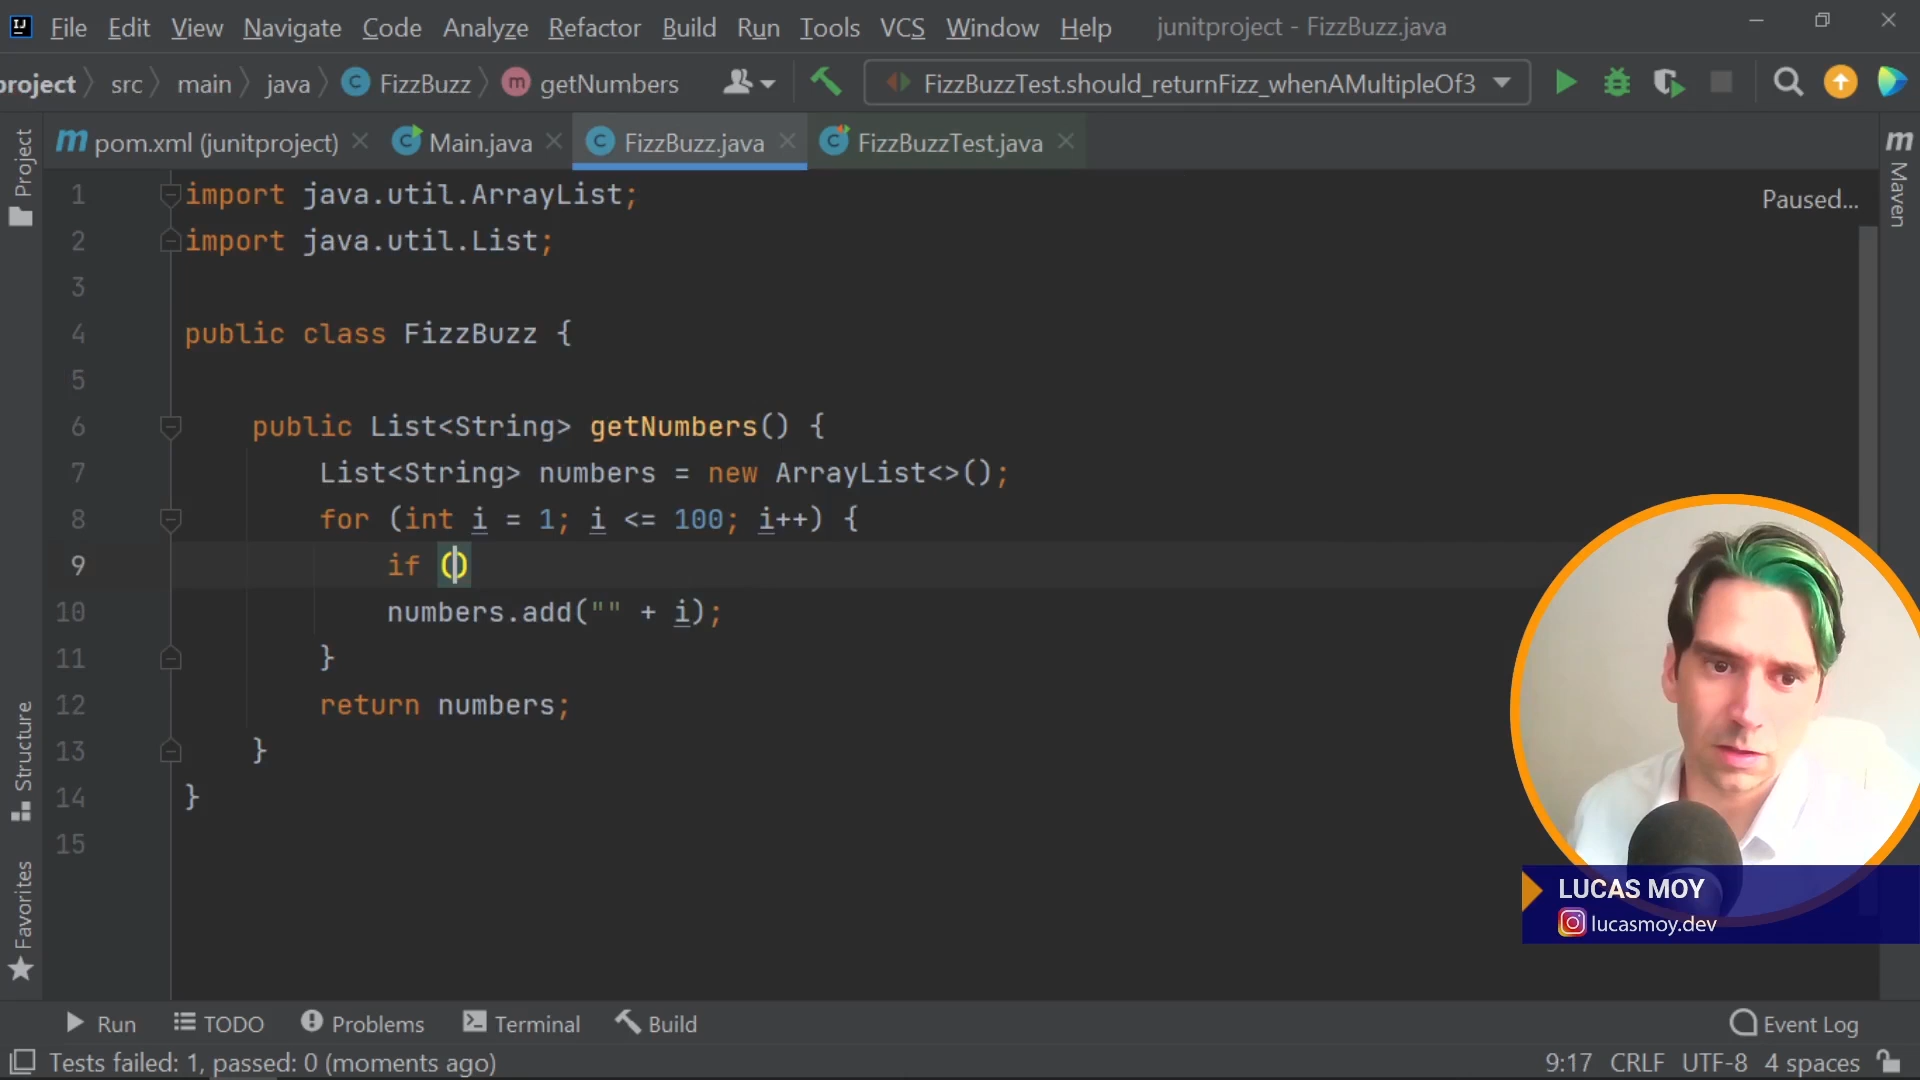 File Edit View Navigate Code Analyze Refactor Build Run Tools VCS Window Help junitproject - FizzBuzz.java
project src main java FizzBuzz getNumbers FizzBuzzTest.should_returnFizz_whenAMultipleOf3
pom.xml (junitproject) Main.java FizzBuzz.java FizzBuzzTest.java
Project
Maven
Paused...
1 import java.util.ArrayList;
2 import java.util.List;
3
4 public class FizzBuzz {
5
6 public List<String> getNumbers() {
7 List<String> numbers = new ArrayList<>();
8 for (int i = 1; i <= 100; i++) {
9 if ()
10 numbers.add("" + i);
11 }
12 return numbers;
13 }
14 }
15
Structure
Favorites
LUCAS MOY
lucasmoy.dev
Run TODO Problems Terminal Build Event Log
Tests failed: 1, passed: 0 (moments ago) 9:17 CRLF UTF-8 4 spaces